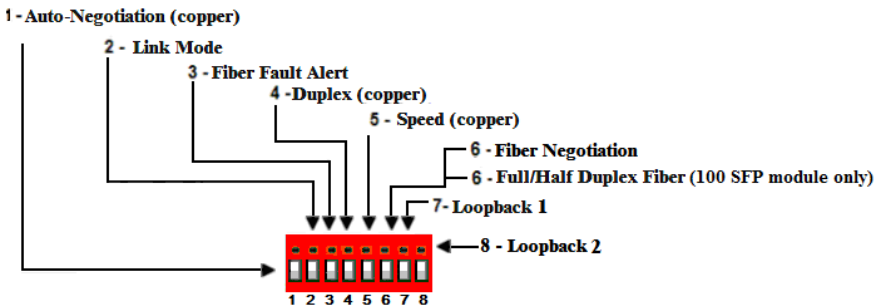 1 - Auto-Negotiation (copper)
2 - Link Mode
3 - Fiber Fault Alert
4 -Duplex (copper)
5 - Speed (copper)
6 - Fiber Negotiation
6 - Full/Half Duplex Fiber (100 SFP module only)
7- Loopback 1
8 - Loopback 2
1 2 3 4 5 6 7 8